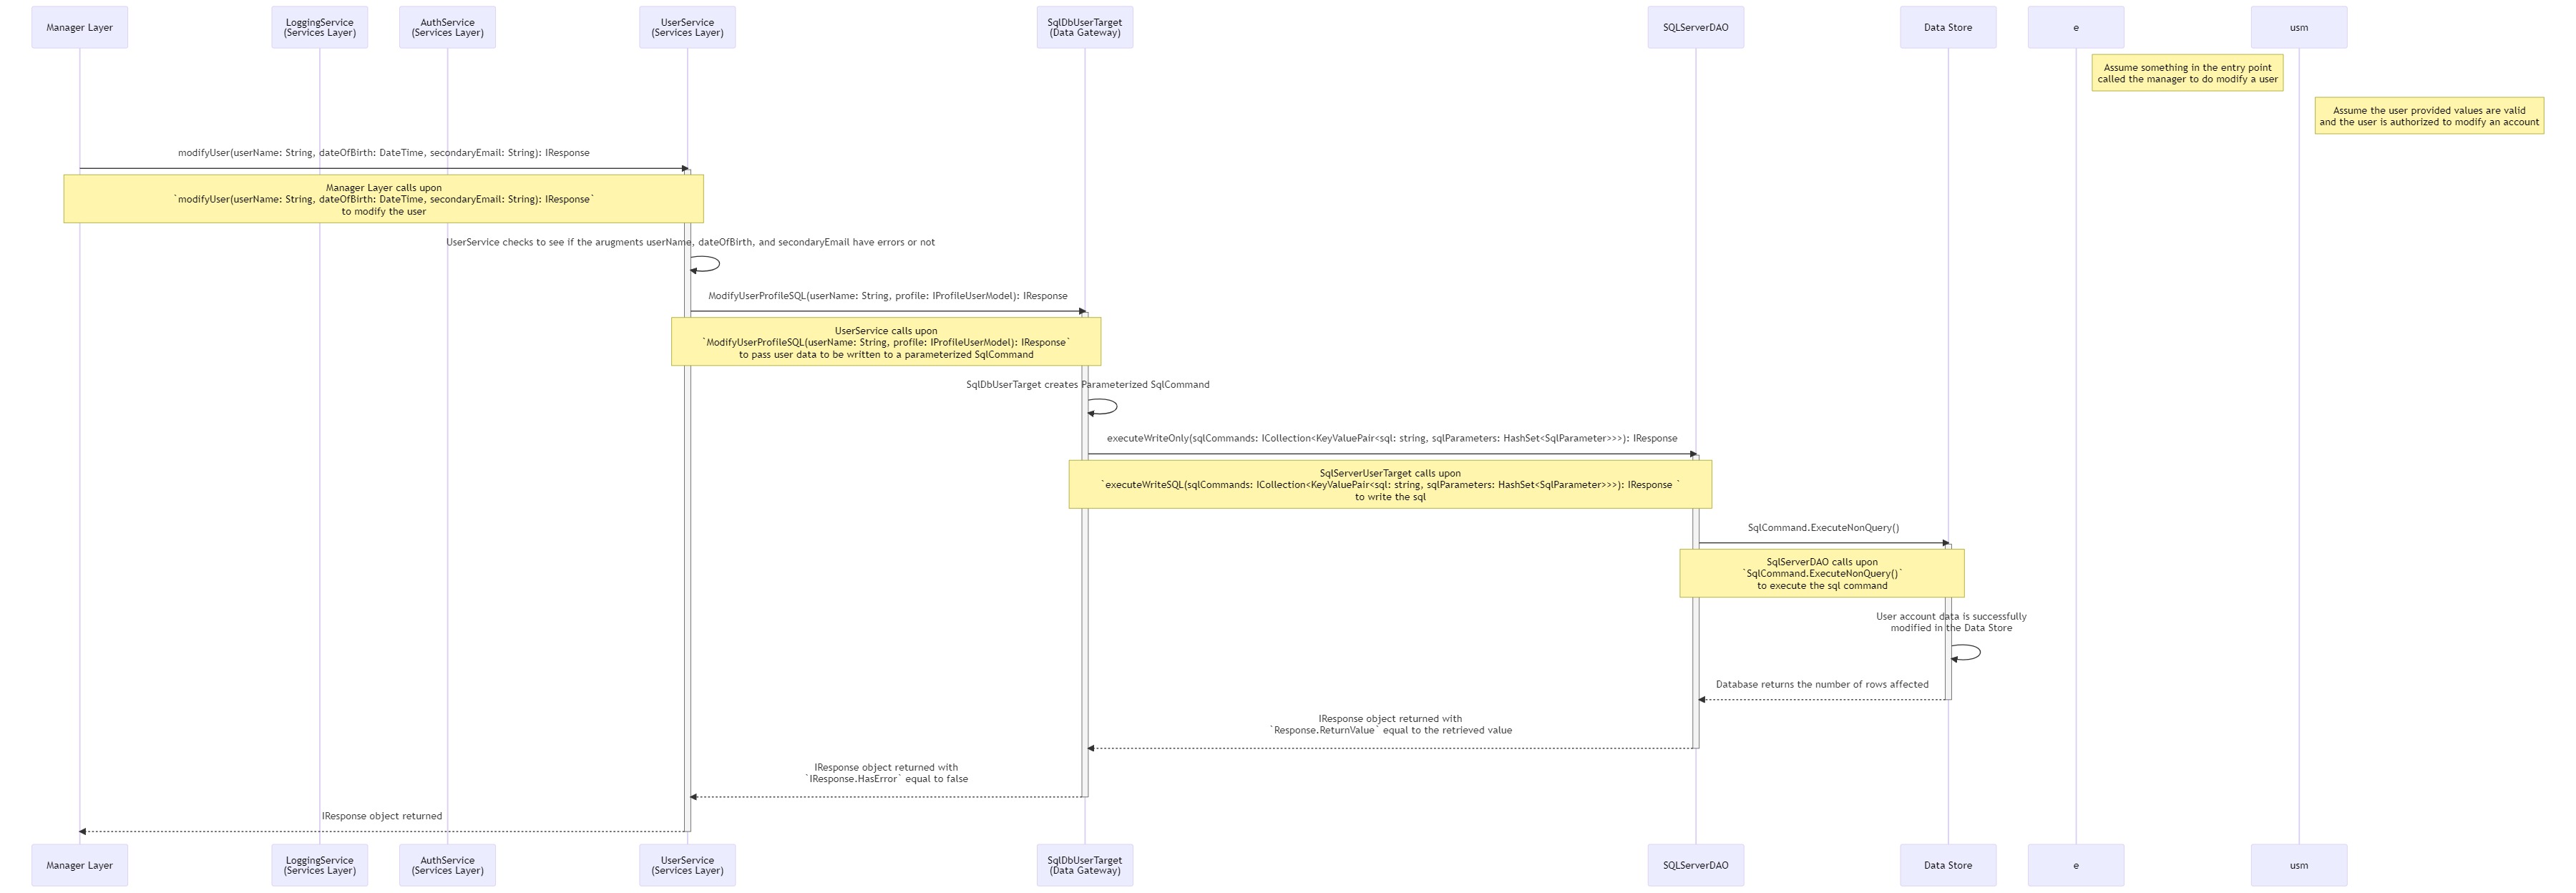 Manager Layer
LoggingService
(Services Layer)
AuthService
(Services Layer)
UserService
(Services Layer)
SqlDbUserTarget
(Data Gateway)
SQLServerDAO
Data Store
e
usm
Assume something in the entry point
called the manager to do modify a user
Assume the user provided values are valid
and the user is authorized to modify an account
modifyUser(userName: String, dateOfBirth: DateTime, secondaryEmail: String): IResponse
Manager Layer calls upon
`modifyUser(userName: String, dateOfBirth: DateTime, secondaryEmail: String): IResponse`
to modify the user
UserService checks to see if the arugments userName, dateOfBirth, and secondaryEmail have errors or not
ModifyUserProfileSQL(userName: String, profile: IProfileUserModel): IResponse
UserService calls upon
`ModifyUserProfileSQL(userName: String, profile: IProfileUserModel): IResponse`
to pass user data to be written to a parameterized SqlCommand
SqlDbUserTarget creates Parameterized SqlCommand
executeWriteOnly(sqlCommands: ICollection<KeyValuePair<sql: string, sqlParameters: HashSet<SqlParameter>>>): IResponse
SqlServerUserTarget calls upon
`executeWriteSQL(sqlCommands: ICollection<KeyValuePair<sql: string, sqlParameters: HashSet<SqlParameter>>>): IResponse `
to write the sql
SqlCommand.ExecuteNonQuery()
SqlServerDAO calls upon
`SqlCommand.ExecuteNonQuery()`
to execute the sql command
User account data is successfully
modified in the Data Store
Database returns the number of rows affected
IResponse object returned with
`Response.ReturnValue` equal to the retrieved value
IResponse object returned with
`IResponse.HasError` equal to false
IResponse object returned
Manager Layer
LoggingService
(Services Layer)
AuthService
(Services Layer)
UserService
(Services Layer)
SqlDbUserTarget
(Data Gateway)
SQLServerDAO
Data Store
e
usm